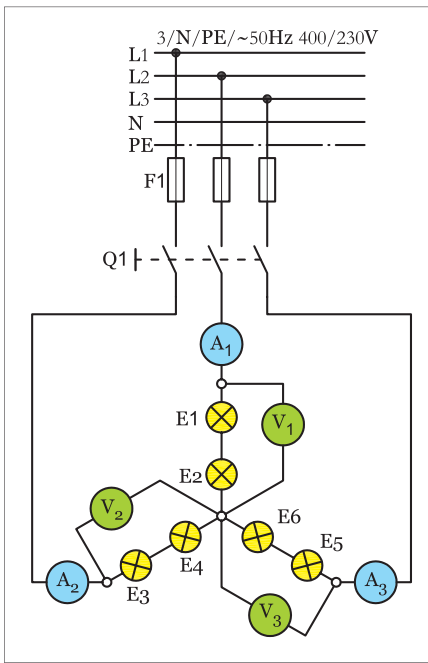 3/N/PE/~50Hz 400/230V
L1
L2
L3
N
PE
F1
Q1
A₁
E1
V₁
E2
V₂
E6
E5
E4
A₂
E3
V₃
A₃